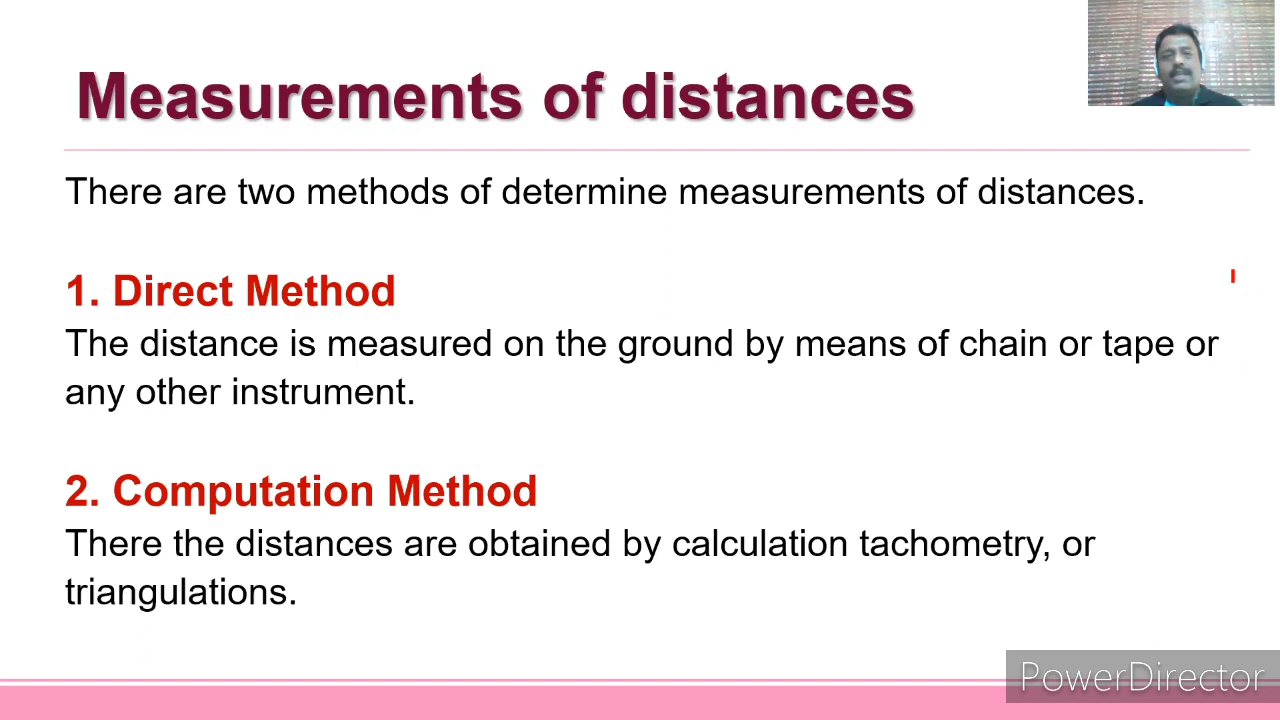 Measurements of distances
There are two methods of determine measurements of distances.
1. Direct Method
The distance is measured on the ground by means of chain or tape or
any other instrument.
2. Computation Method
There the distances are obtained by calculation tachometry, or
triangulations.
PowerDirector